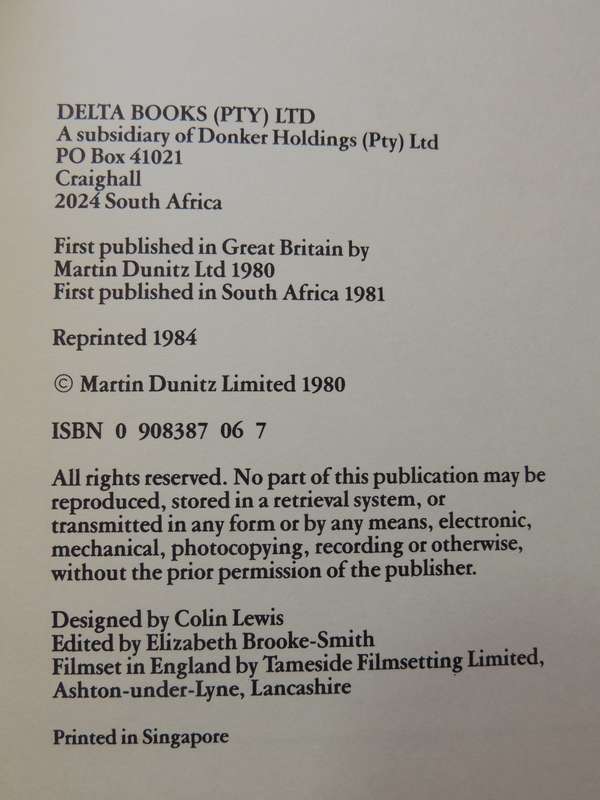 DELTA BOOKS (PTY) LTD
A subsidiary of Donker Holdings (Pty) Ltd
PO Box 41021
Craighall
2024 South Africa
First published in Great Britain by
Martin Dunitz Ltd 1980
First published in South Africa 1981
Reprinted 1984
© Martin Dunitz Limited 1980
ISBN 0 908387 06 7
All rights reserved. No part of this publication may be
reproduced, stored in a retrieval system, or
transmitted in any form or by any means, electronic,
mechanical, photocopying, recording or otherwise,
without the prior permission of the publisher.
Designed by Colin Lewis
Edited by Elizabeth Brooke-Smith
Filmset in England by Tameside Filmsetting Limited,
Ashton-under-Lyne, Lancashire
Printed in Singapore